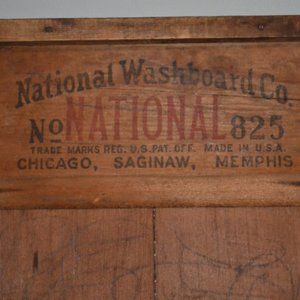 National Washboard Co.
No NATIONAL 825
TRADE MARKS REG. U.S. PAT. OFF. MADE IN U.S.A.
CHICAGO, SAGINAW, MEMPHIS